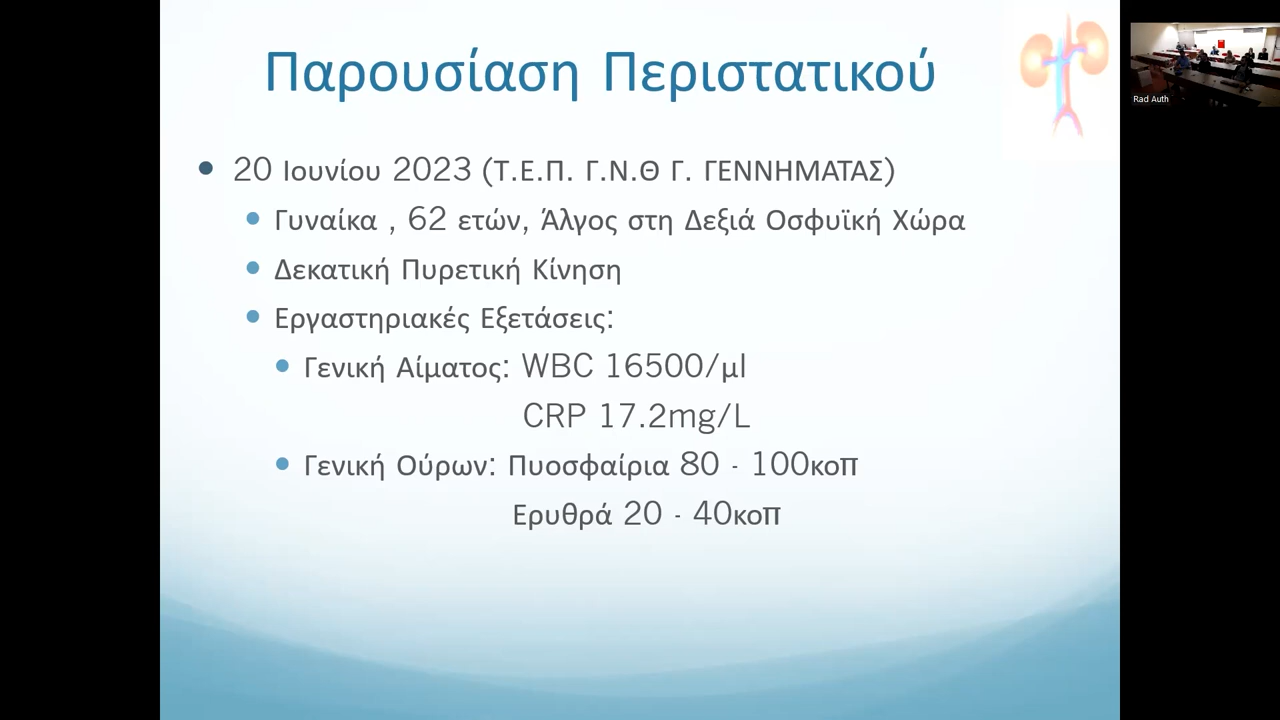 Παρουσίαση Περιστατικού
20 Ιουνίου 2023 (Τ.Ε.Π. Γ.Ν.Θ Γ. ΓΕΝΝΗΜΑΤΑΣ)
Γυναίκα , 62 ετών, Άλγος στη Δεξιά Οσφυϊκή Χώρα
Δεκατική Πυρετική Κίνηση
Εργαστηριακές Εξετάσεις:
Γενική Αίματος: WBC 16500/μl
CRP 17.2mg/L
Γενική Ούρων: Πυοσφαίρια 80 - 100κοπ
Ερυθρά 20 - 40κοπ
Rad Auth